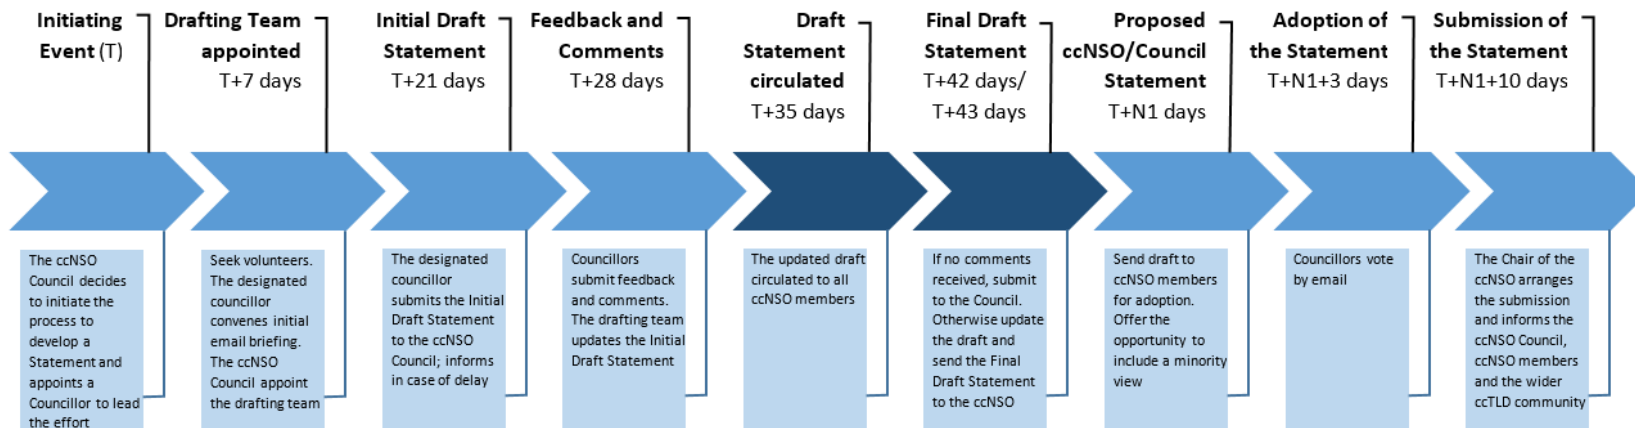 Initiating
Event (T)
Drafting Team
appointed
T+7 days
Initial Draft
Statement
T+21 days
Feedback and
Comments
T+28 days
Draft
Statement
circulated
T+35 days
Final Draft
Statement
T+42 days/
T+43 days
Proposed
ccNSO/Council
Statement
T+N1 days
Adoption of
the Statement
T+N1+3 days
Submission of
the Statement
T+N1+10 days
The ccNSO
Council decides
to initiate the
process to
develop a
Statement and
appoints a
Councillor to lead
the effort
Seek volunteers.
The designated
councillor
convenes initial
email briefing.
The ccNSO
Council appoint
the drafting team
The designated
councillor
submits the Initial
Draft Statement
to the ccNSO
Council; informs
in case of delay
Councillors
submit feedback
and comments.
The drafting team
updates the Initial
Draft Statement
The updated draft
circulated to all
ccNSO members
If no comments
received, submit
to the Council.
Otherwise update
the draft and
send the Final
Draft Statement
to the ccNSO
Send draft to
ccNSO members
for adoption.
Offer the
opportunity to
include a minority
view
Councillors vote
by email
The Chair of the
ccNSO arranges
the submission
and informs the
ccNSO Council,
ccNSO members
and the wider
ccTLD community